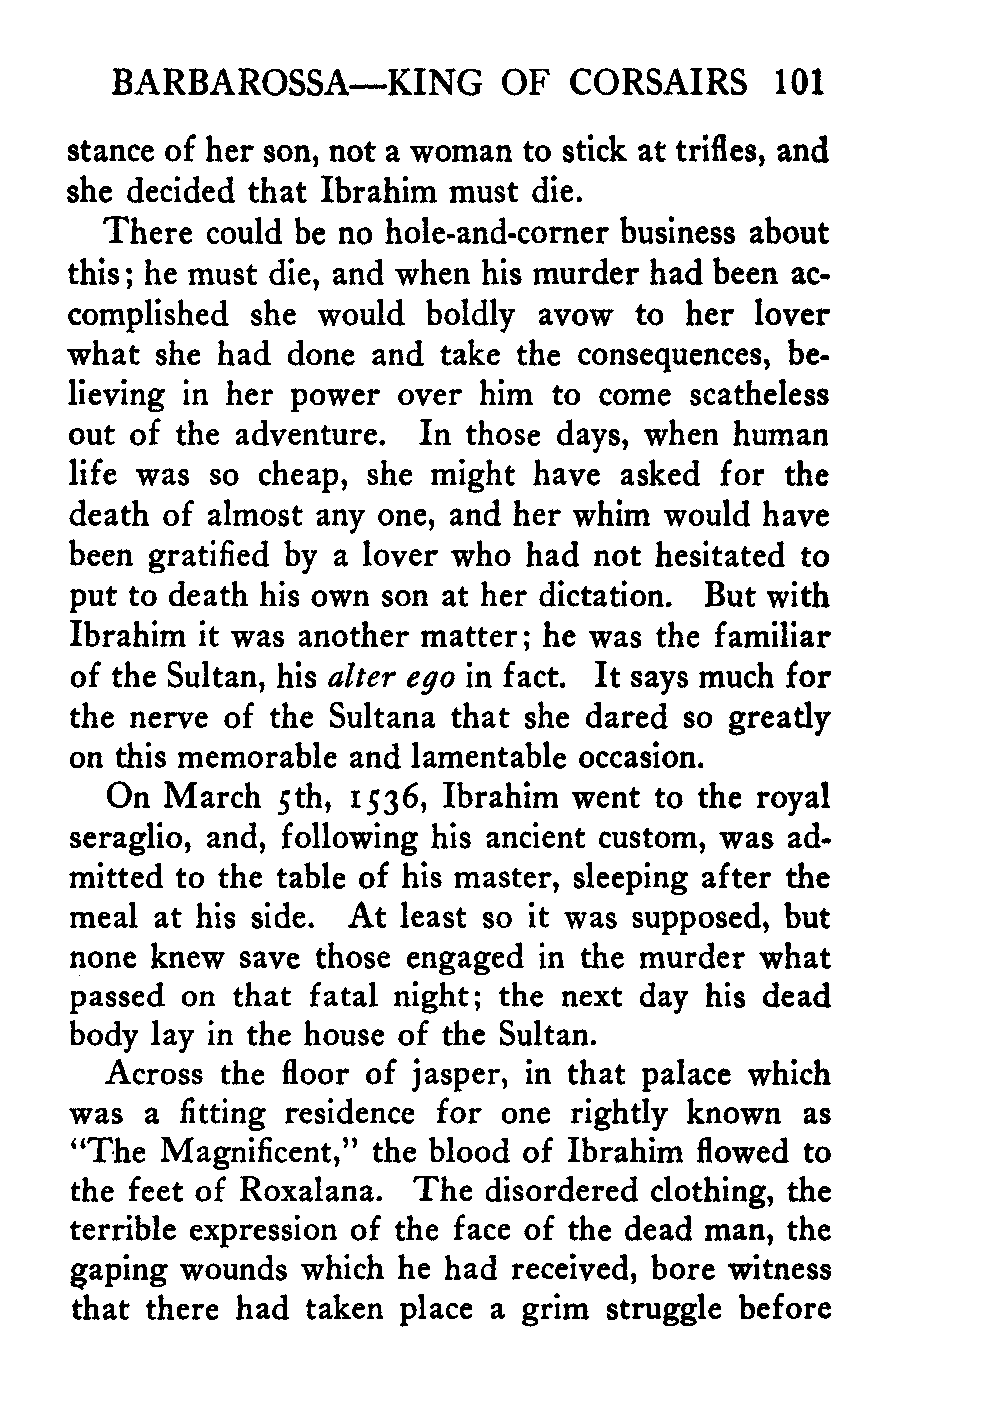 BARBAROSSA—KING OF CORSAIRS 101
stance of her son, not a woman to stick at trifles, and
she decided that Ibrahim must die.
There could be no hole-and-corner business about
this; he must die, and when his murder had been ac-
complished she would boldly avow to her lover
what she had done and take the consequences, be-
lieving in her power over him to come scatheless
out of the adventure. In those days, when human
life was so cheap, she might have asked for the
death of almost any one, and her whim would have
been gratified by a lover who had not hesitated to
put to death his own son at her dictation. But with
Ibrahim it was another matter; he was the familiar
of the Sultan, his alter ego in fact. It says much for
the nerve of the Sultana that she dared so greatly
on this memorable and lamentable occasion.
On March 5th, 1536, Ibrahim went to the royal
seraglio, and, following his ancient custom, was ad-
mitted to the table of his master, sleeping after the
meal at his side. At least so it was supposed, but
none knew save those engaged in the murder what
passed on that fatal night; the next day his dead
body lay in the house of the Sultan.
Across the floor of jasper, in that palace which
was a fitting residence for one rightly known as
"The Magnificent," the blood of Ibrahim flowed to
the feet of Roxalana. The disordered clothing, the
terrible expression of the face of the dead man, the
gaping wounds which he had received, bore witness
that there had taken place a grim struggle before